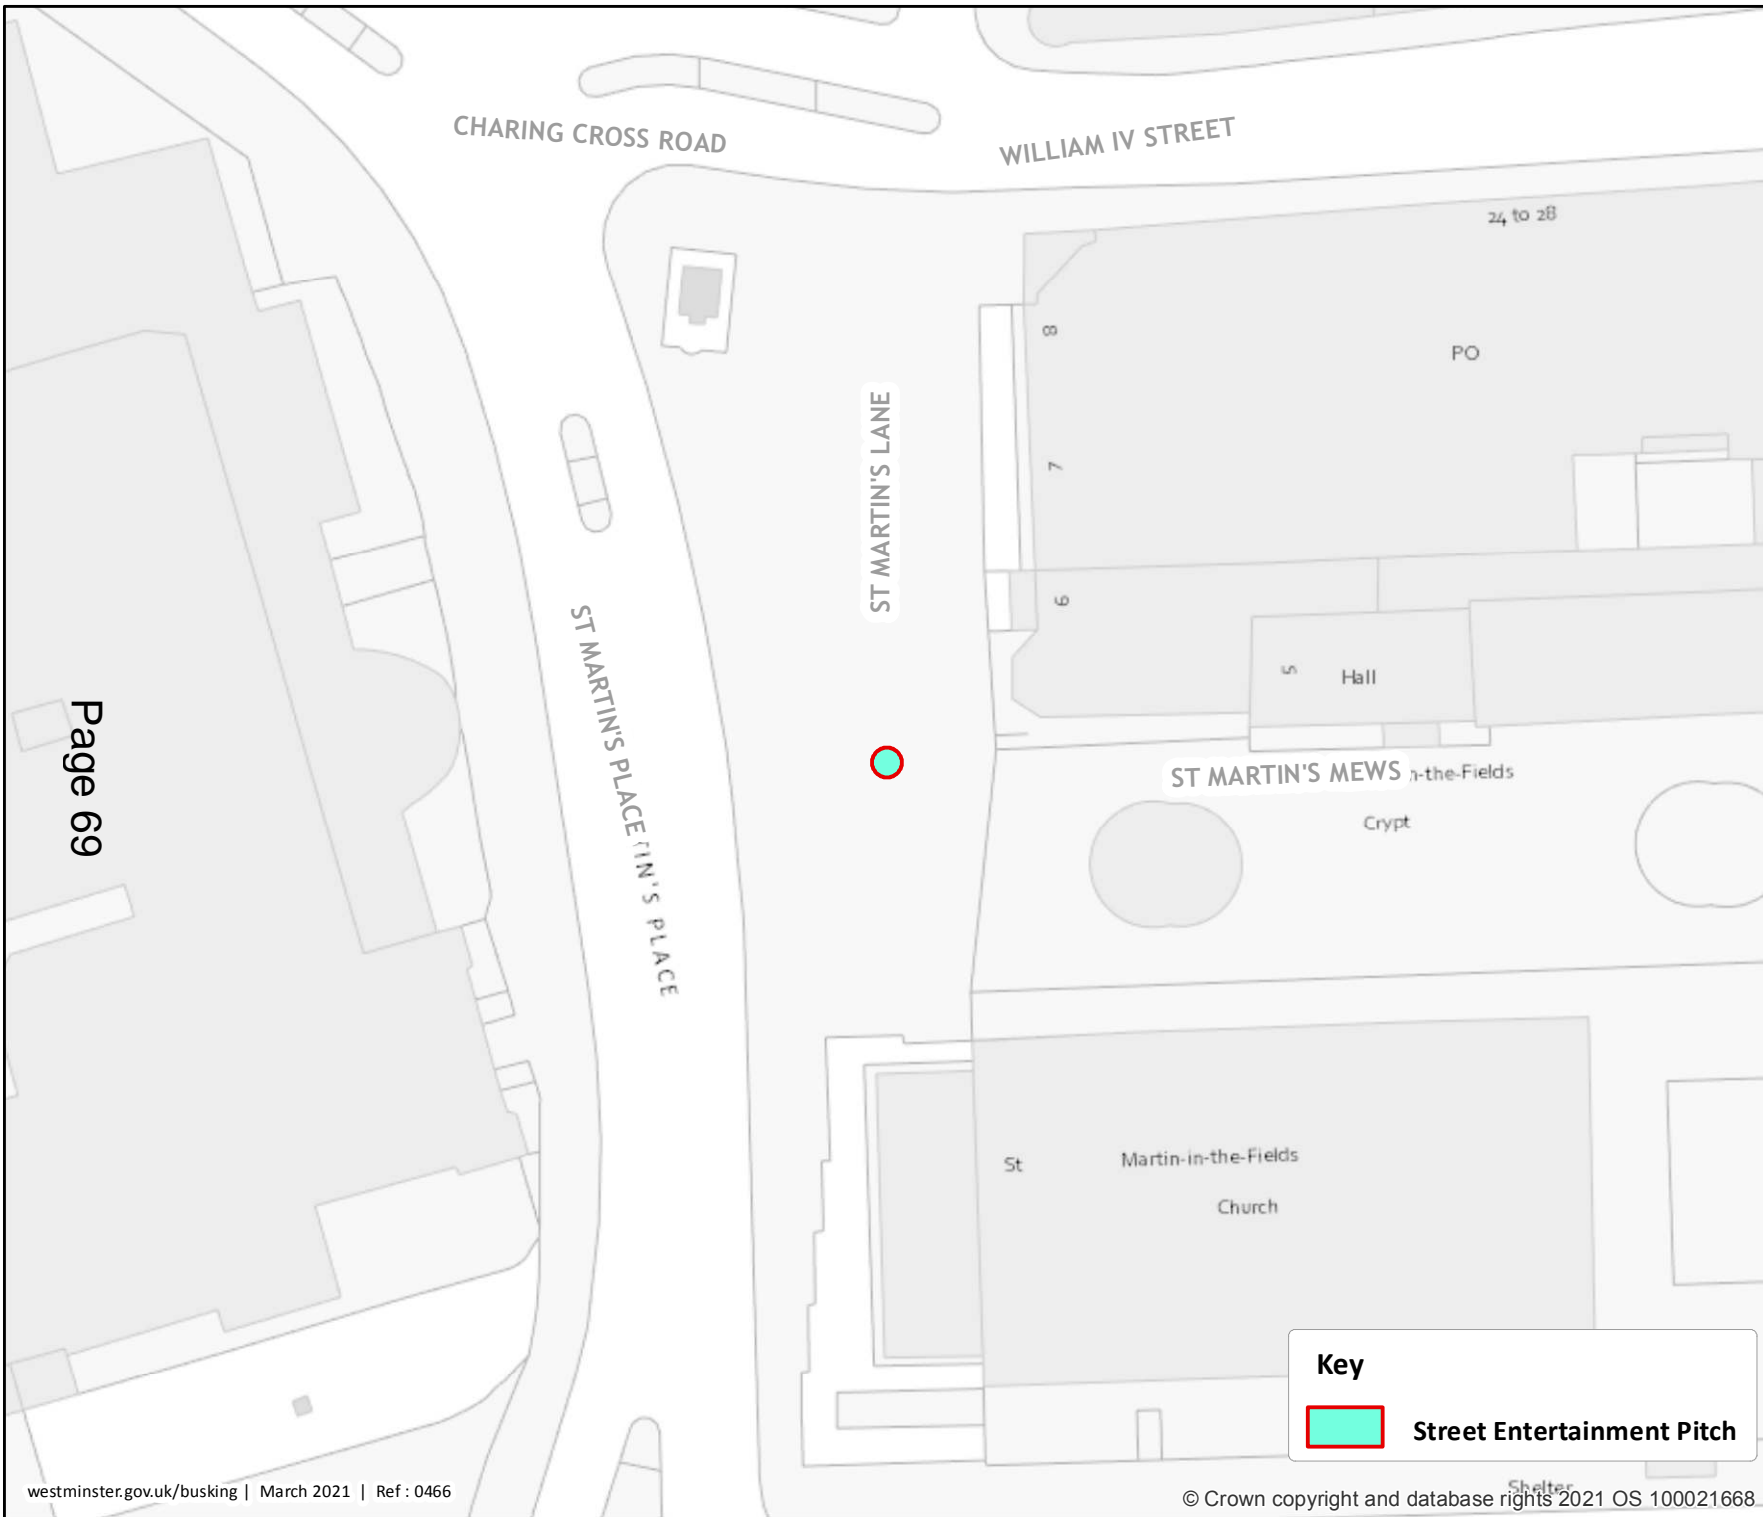 CHARING CROSS ROAD
WILLIAM IV STREET
24 to 28
8
PO
ST MARTIN'S LANE
7
6
5
Hall
ST MARTIN'S PLACE
TIN'S PLACE
Page 69
ST MARTIN'S MEWS
n-the-Fields
Crypt
St Martin-in-the-Fields
Church
Key
Street Entertainment Pitch
Shelter
westminster.gov.uk/busking | March 2021 | Ref : 0466
© Crown copyright and database rights 2021 OS 100021668